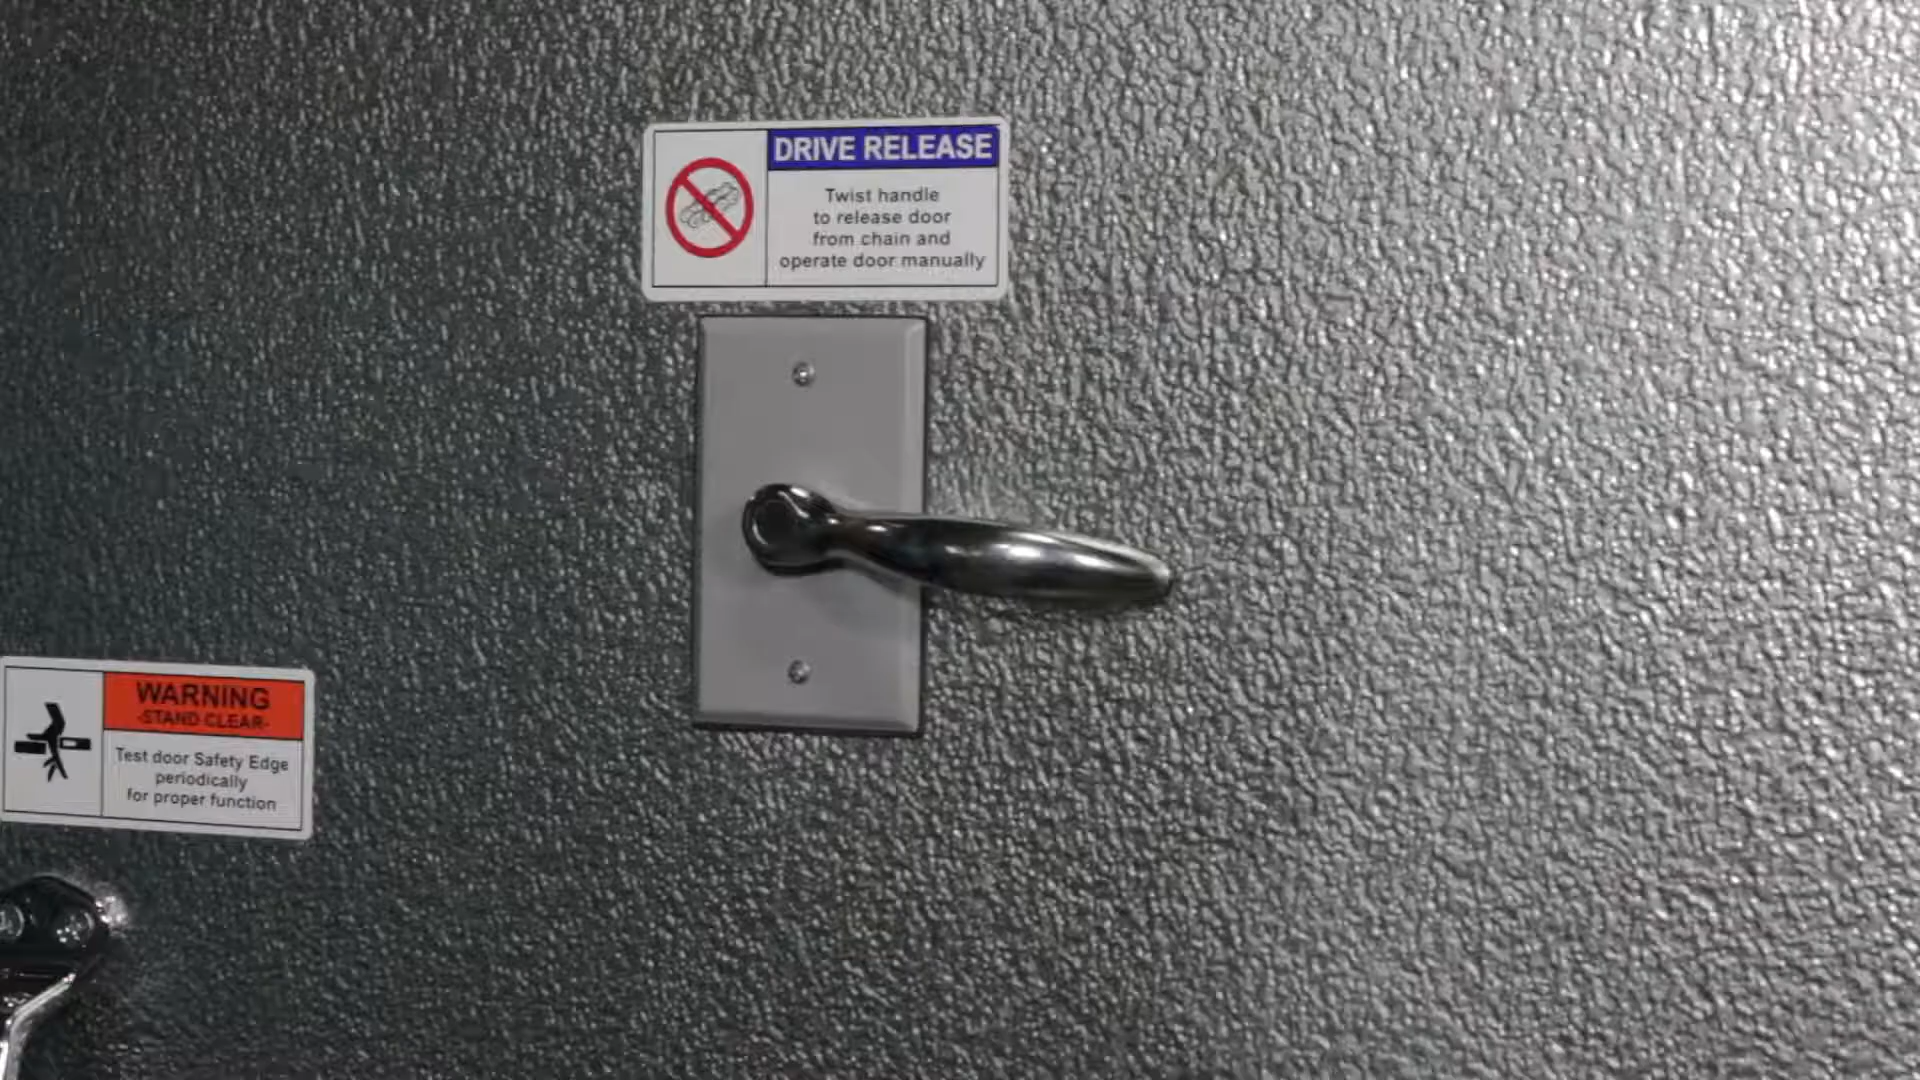 DRIVE RELEASE
Twist handle
to release door
from chain and
operate door manually
WARNING
-STAND CLEAR-
Test door Safety Edge
periodically
for proper function